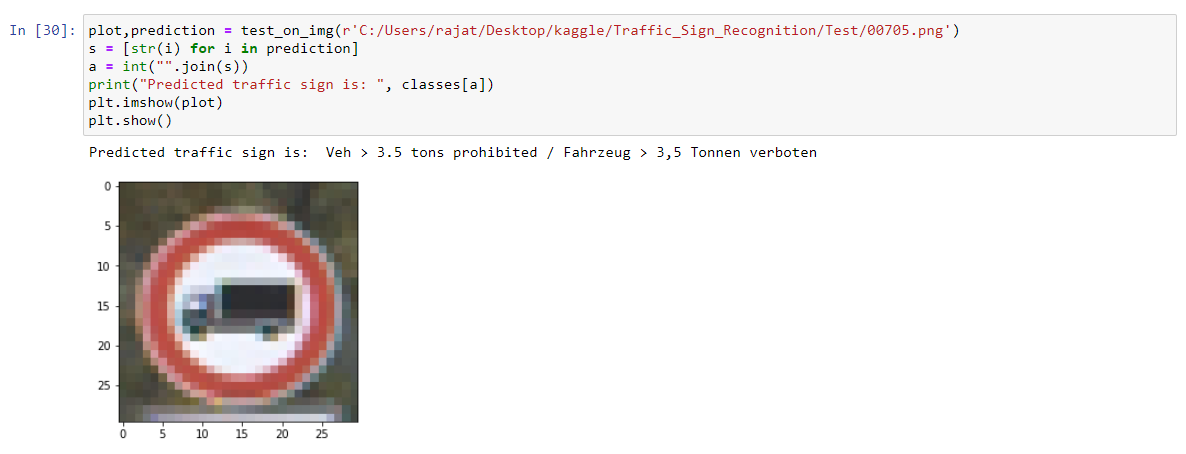 In [30]: plot,prediction = test_on_img(r'C:/Users/rajat/Desktop/kaggle/Traffic_Sign_Recognition/Test/00705.png')
s = [str(i) for i in prediction]
a = int("".join(s))
print("Predicted traffic sign is: ", classes[a])
plt.imshow(plot)
plt.show()
Predicted traffic sign is:  Veh > 3.5 tons prohibited / Fahrzeug > 3,5 Tonnen verboten
0
5
10
15
20
25
0 5 10 15 20 25